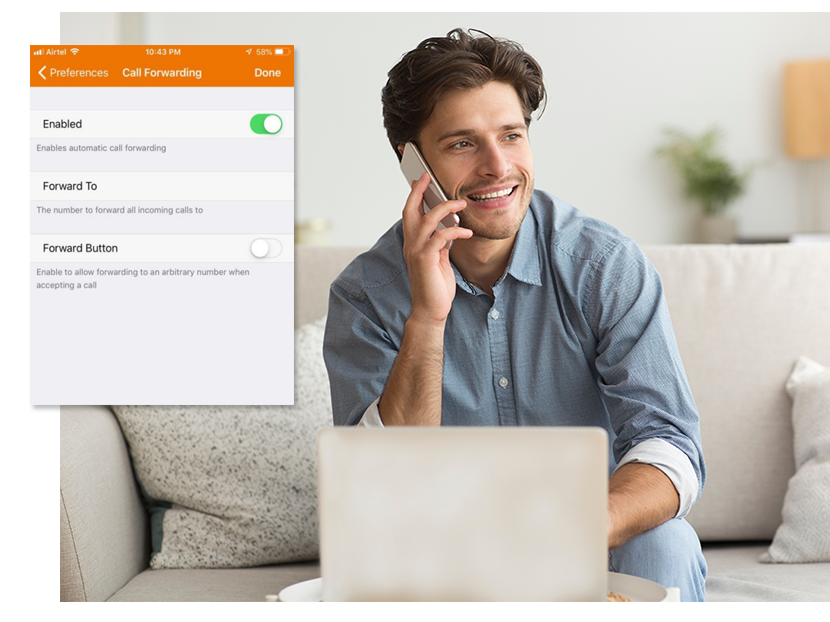 Airtel 10:43 PM 58%
Preferences Call Forwarding Done
Enabled
Enables automatic call forwarding
Forward To
The number to forward all incoming calls to
Forward Button
Enable to allow forwarding to an arbitrary number when
accepting a call